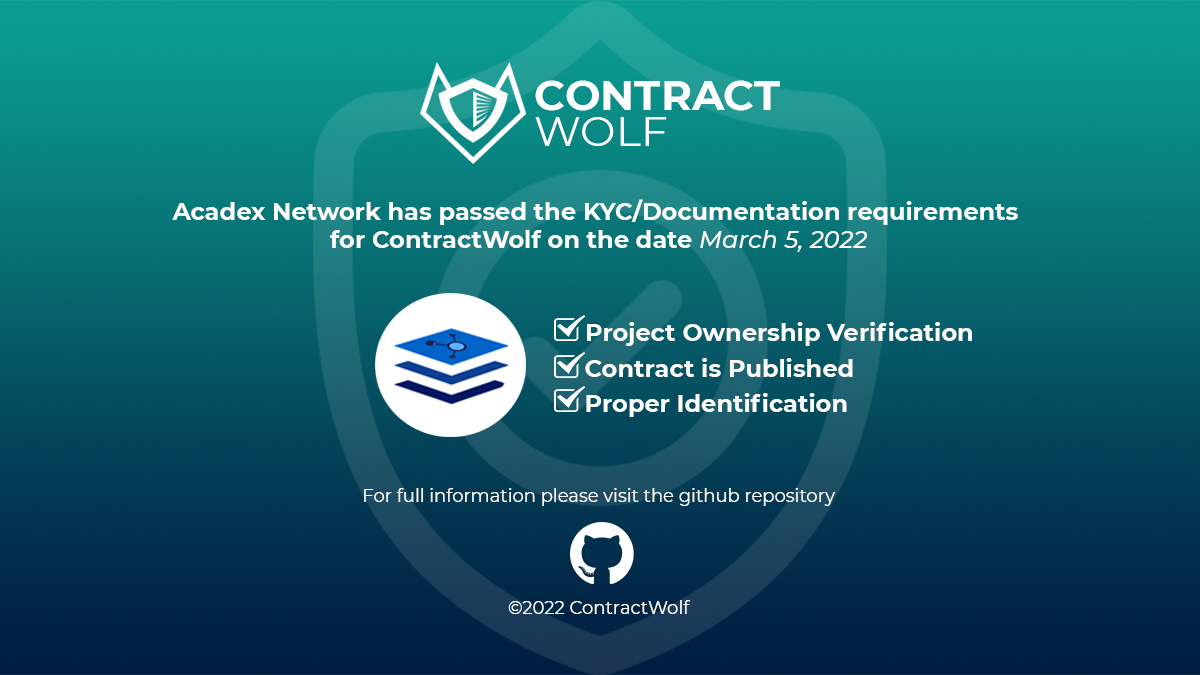 CONTRACT
WOLF
Acadex Network has passed the KYC/Documentation requirements
for ContractWolf on the date March 5, 2022
Project Ownership Verification
Contract is Published
Proper Identification
For full information please visit the github repository
©2022 ContractWolf